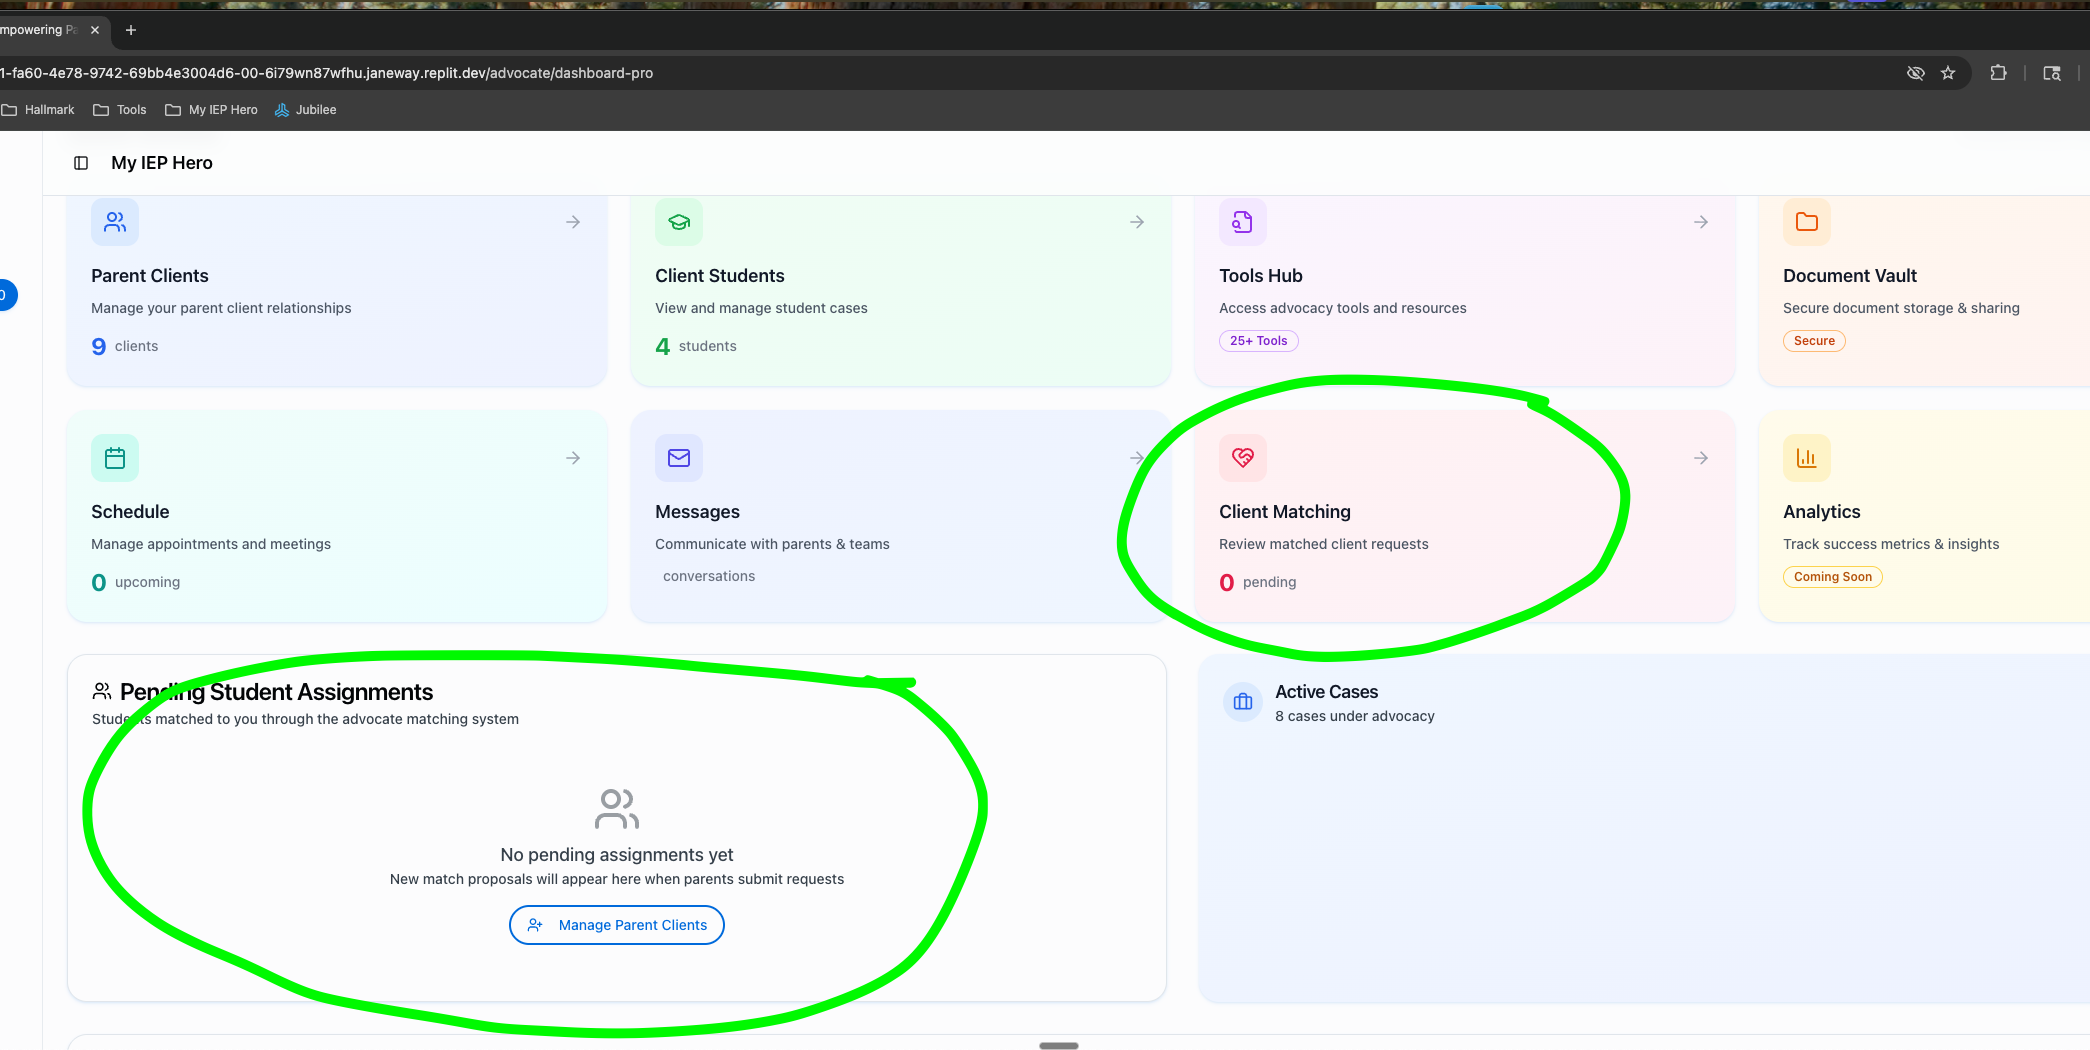 mpowering Pa
1-fa60-4e78-9742-69bb4e3004d6-00-6i79wn87wfhu.janeway.replit.dev/advocate/dashboard-pro
Hallmark
Tools
My IEP Hero
Jubilee
My IEP Hero
0
Parent Clients
Manage your parent client relationships
9 clients
Client Students
View and manage student cases
4 students
Tools Hub
Access advocacy tools and resources
25+ Tools
Document Vault
Secure document storage & sharing
Secure
Schedule
Manage appointments and meetings
0 upcoming
Messages
Communicate with parents & teams
conversations
Client Matching
Review matched client requests
0 pending
Analytics
Track success metrics & insights
Coming Soon
Pending Student Assignments
Students matched to you through the advocate matching system
No pending assignments yet
New match proposals will appear here when parents submit requests
Manage Parent Clients
Active Cases
8 cases under advocacy